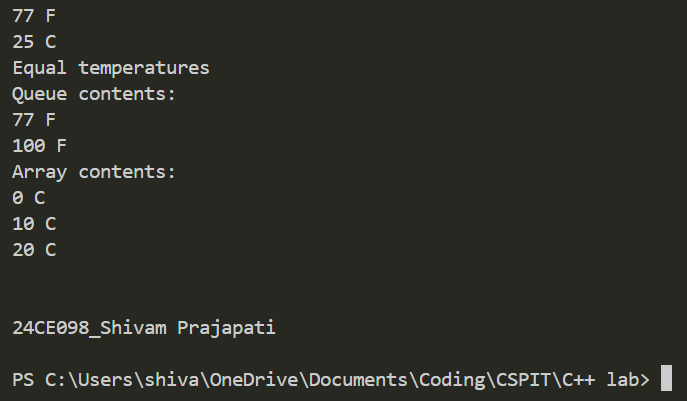 77 F
25 C
Equal temperatures
Queue contents:
77 F
100 F
Array contents:
0 C
10 C
20 C
24CE098_Shivam Prajapati
PS C:\Users\shiva\OneDrive\Documents\Coding\CSPIT\C++ lab>